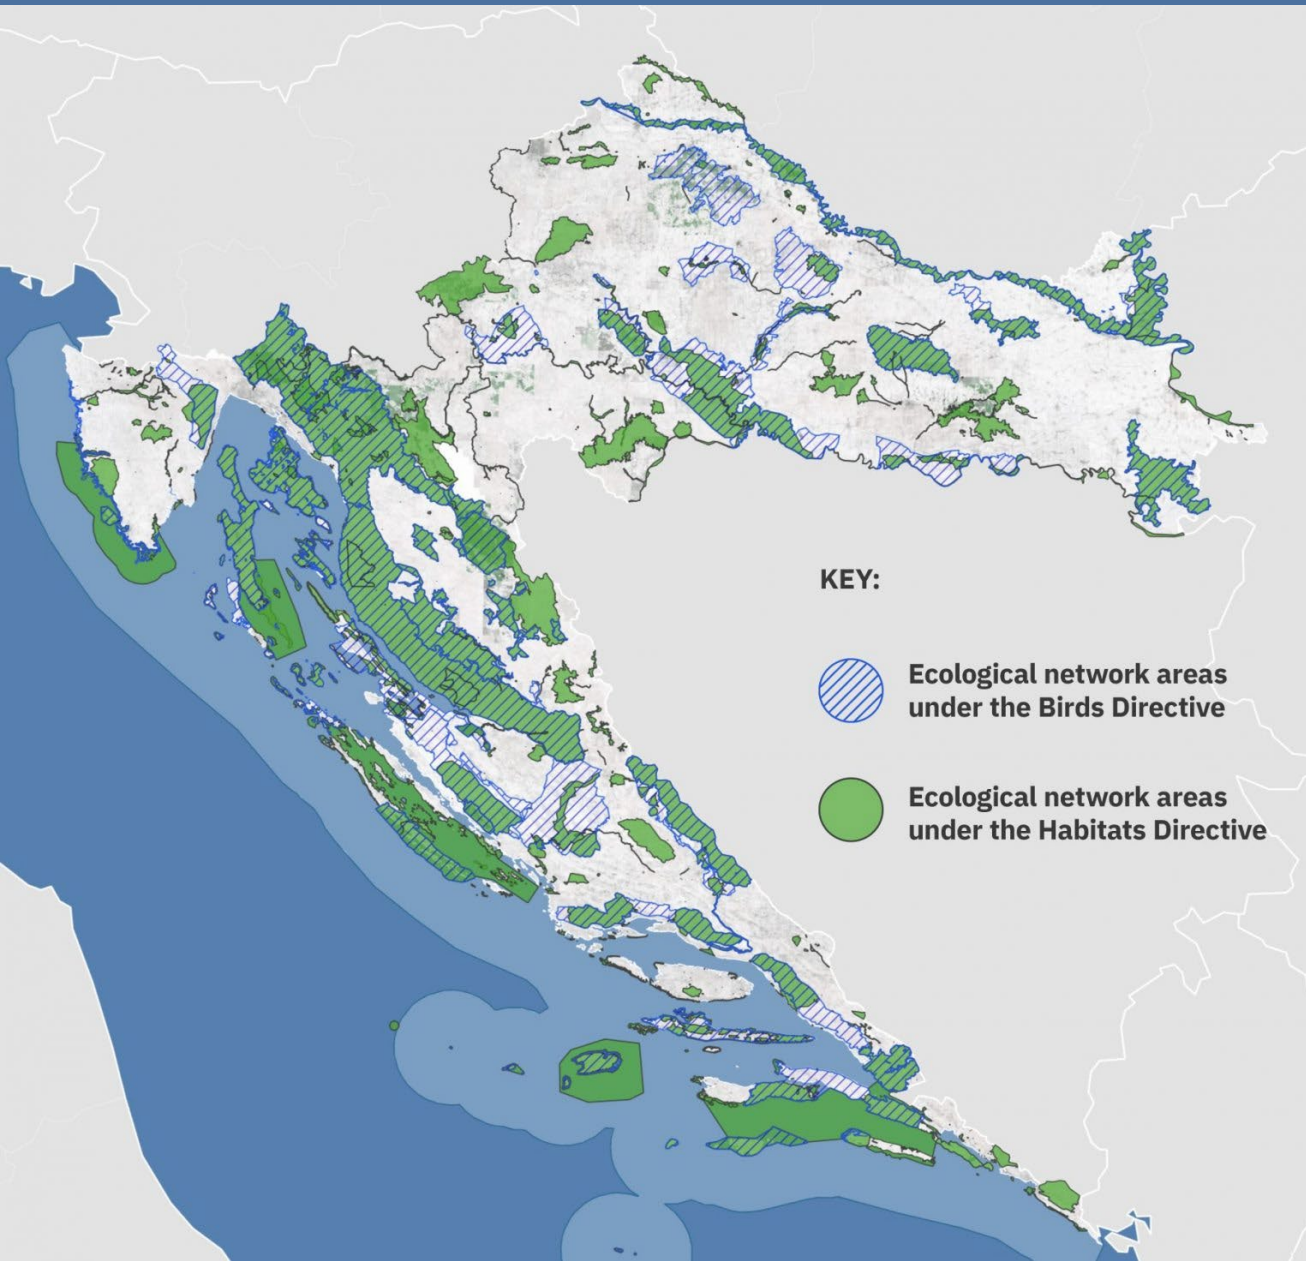 KEY:
Ecological network areas
under the Birds Directive
Ecological network areas
under the Habitats Directive